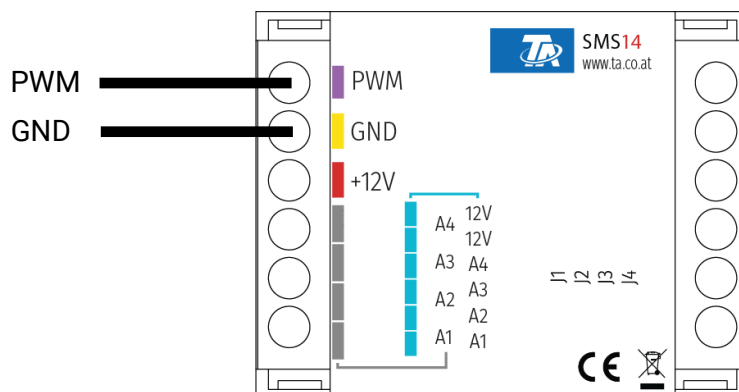 TA
SMS14
www.ta.co.at
PWM
PWM
GND
GND
+12V
A4
12V
12V
A3
A4
A3
A2
A2
A1
A1
J1
J2
J3
J4
CE